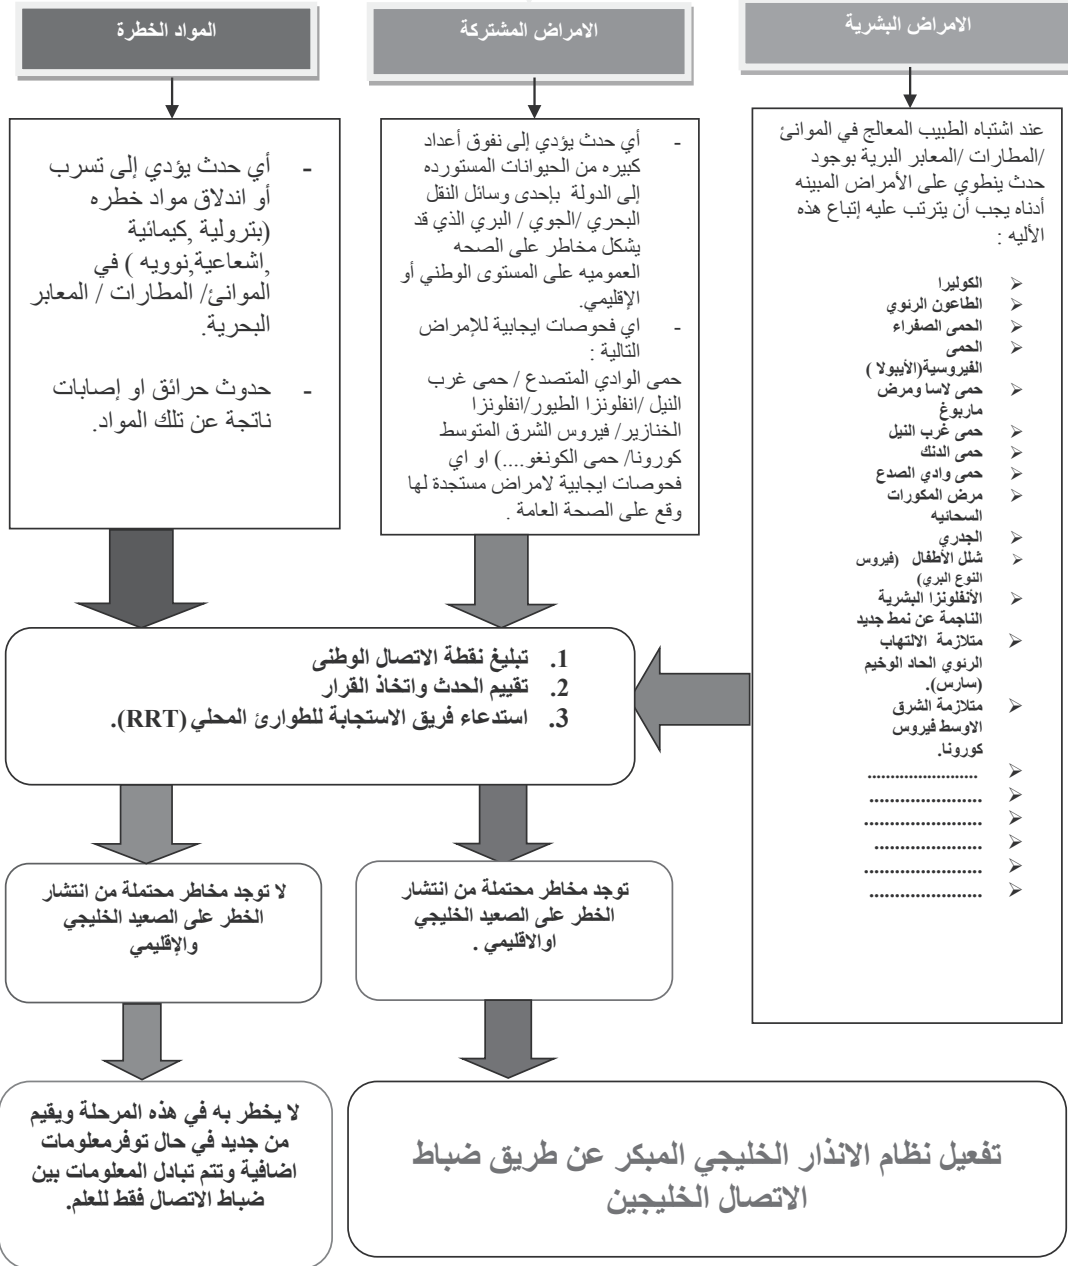 الامراض البشرية
الامراض المشتركة
المواد الخطرة
عند اشتباه الطبيب المعالج في الموانئ
/المطارات /المعابر البرية بوجود
حدث ينطوي على الأمراض المبينه
أدناه يجب أن يترتب عليه إتباع هذه
الأليه :
➢ الكوليرا
➢ الطاعون الرئوي
➢ الحمى الصفراء
➢ الحمى
الفيروسية(الأيبولا )
➢ حمى لاسا ومرض
ماربوغ
➢ حمى غرب النيل
➢ حمى الدنك
➢ حمى وادي الصدع
➢ مرض المكورات
السحائيه
➢ الجدري
➢ شلل الأطفال (فيروس
النوع البري)
➢ الأنفلونزا البشرية
الناجمة عن نمط جديد
➢ متلازمة الالتهاب
الرئوي الحاد الوخيم
(سارس).
➢ متلازمة الشرق
الاوسط فيروس
كورونا.
➢ ........................
➢ ......................
➢ .......................
➢ .....................
➢ .......................
➢ ......................
- أي حدث يؤدي إلى نفوق أعداد
كبيره من الحيوانات المستورده
إلى الدولة بإحدى وسائل النقل
البحري /الجوي / البري الذي قد
يشكل مخاطر على الصحه
العموميه على المستوى الوطني أو
الإقليمي.
- اي فحوصات ايجابية للإمراض
التالية :
حمى الوادي المتصدع / حمى غرب
النيل /انفلونزا الطيور/انفلونزا
الخنازير/ فيروس الشرق المتوسط
كورونا/ حمى الكونغو....) او اي
فحوصات ايجابية لامراض مستجدة لها
وقع على الصحة العامة .
- أي حدث يؤدي إلى تسرب
أو اندلاق مواد خطره
(بترولية ,كيمائية
,اشعاعية,نوويه ) في
الموانئ/ المطارات / المعابر
البحرية.
- حدوث حرائق او إصابات
ناتجة عن تلك المواد.
1. تبليغ نقطة الاتصال الوطنى
2. تقييم الحدث واتخاذ القرار
3. استدعاء فريق الاستجابة للطوارئ المحلي (RRT).
توجد مخاطر محتملة من انتشار
الخطر على الصعيد الخليجي
اوالاقليمي .
لا توجد مخاطر محتملة من انتشار
الخطر على الصعيد الخليجي
والإقليمي
تفعيل نظام الانذار الخليجي المبكر عن طريق ضباط
الاتصال الخليجين
لا يخطر به في هذه المرحلة ويقيم
من جديد في حال توفرمعلومات
اضافية وتتم تبادل المعلومات بين
ضباط الاتصال فقط للعلم.